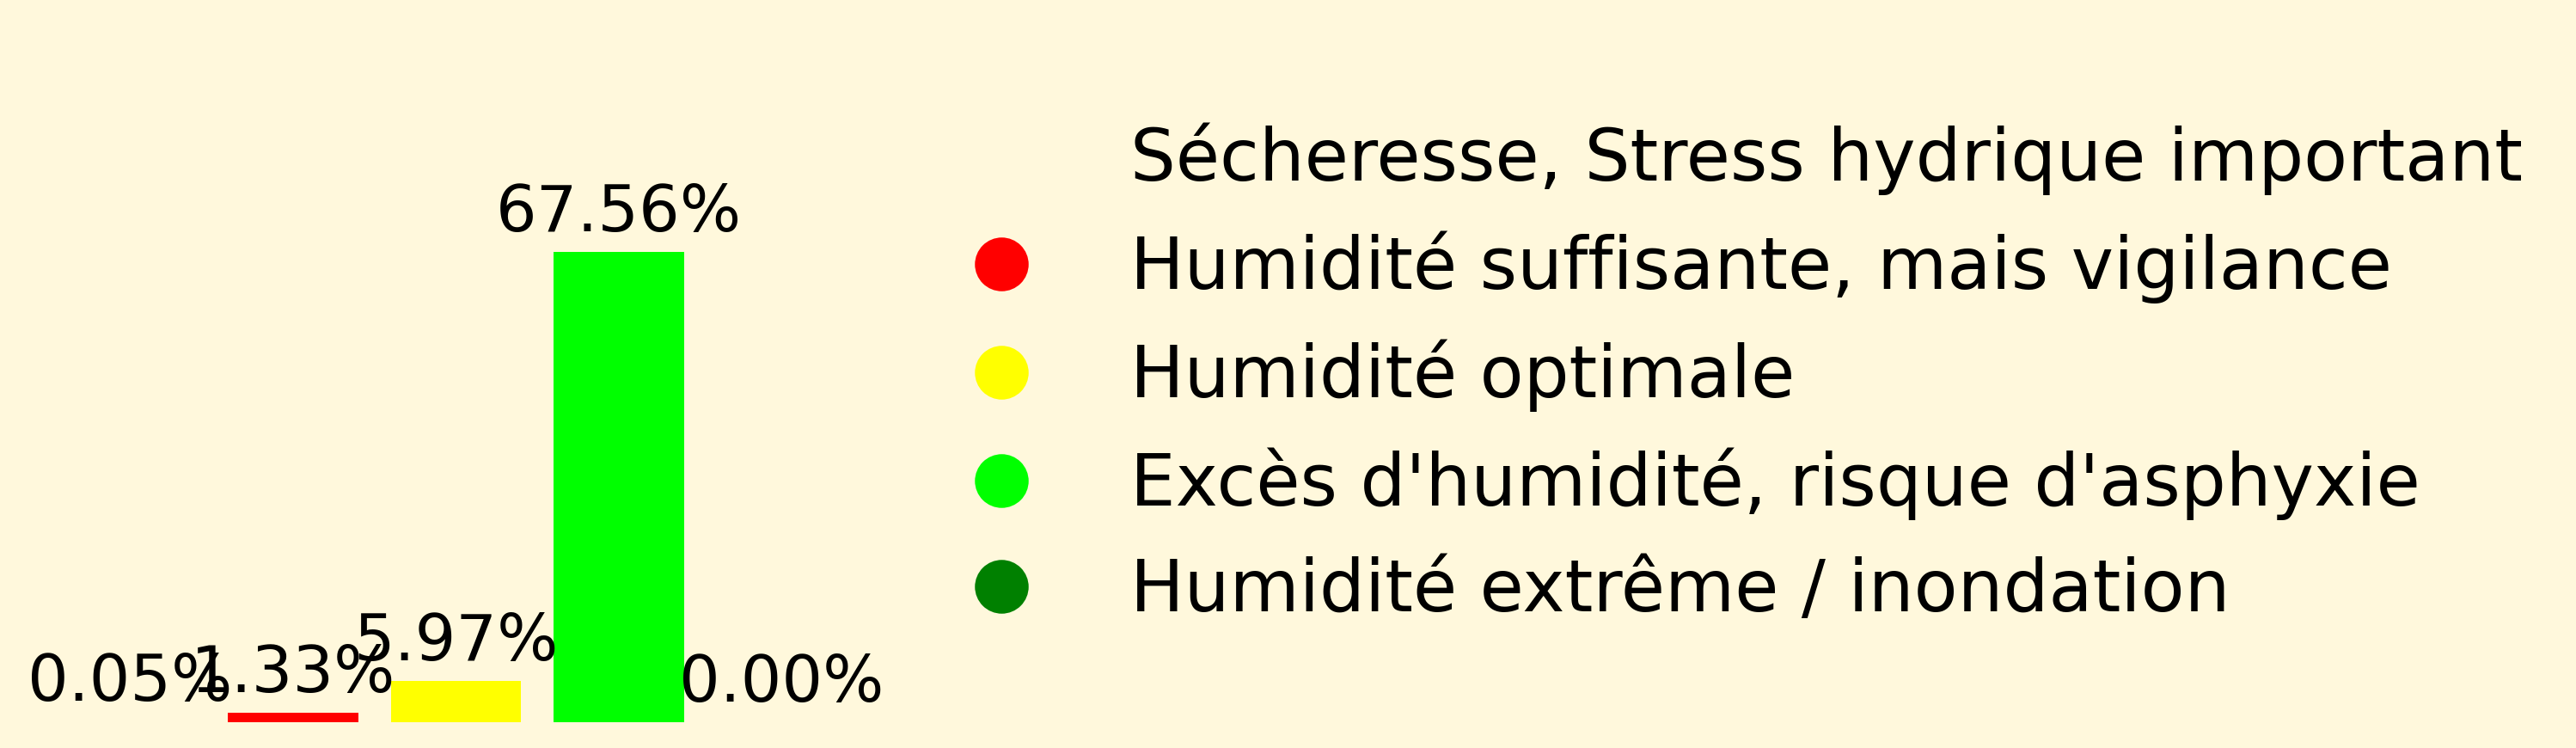 67.56%
5.97%
1.33%
0.05%
0.00%
Sécheresse, Stress hydrique important
Humidité suffisante, mais vigilance
Humidité optimale
Excès d'humidité, risque d'asphyxie
Humidité extrême / inondation